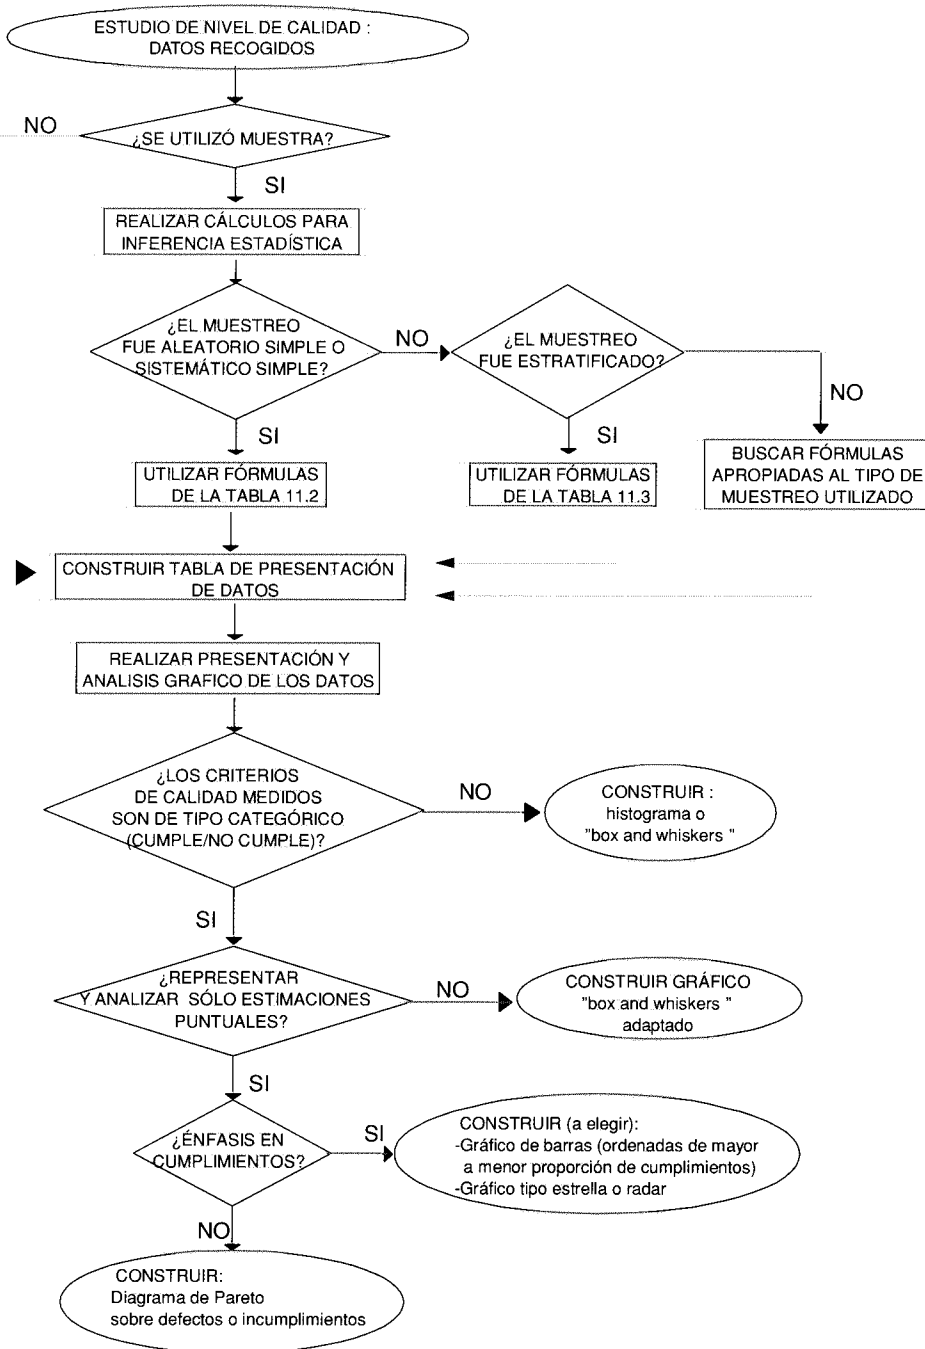 ESTUDIO DE NIVEL DE CALIDAD :
DATOS RECOGIDOS
NO
¿SE UTILIZÓ MUESTRA?
SI
REALIZAR CÁLCULOS PARA
INFERENCIA ESTADÍSTICA
¿EL MUESTREO
FUE ALEATORIO SIMPLE O
SISTEMÁTICO SIMPLE?
NO
¿EL MUESTREO
FUE ESTRATIFICADO?
NO
SI
SI
UTILIZAR FÓRMULAS
DE LA TABLA 11.2
UTILIZAR FÓRMULAS
DE LA TABLA 11.3
BUSCAR FÓRMULAS
APROPIADAS AL TIPO DE
MUESTREO UTILIZADO
CONSTRUIR TABLA DE PRESENTACIÓN
DE DATOS
REALIZAR PRESENTACIÓN Y
ANALISIS GRAFICO DE LOS DATOS
¿LOS CRITERIOS
DE CALIDAD MEDIDOS
SON DE TIPO CATEGÓRICO
(CUMPLE/NO CUMPLE)?
NO
CONSTRUIR :
histograma o
"box and whiskers "
SI
¿REPRESENTAR
Y ANALIZAR SÓLO ESTIMACIONES
PUNTUALES?
NO
CONSTRUIR GRÁFICO
"box and whiskers "
adaptado
SI
¿ÉNFASIS EN
CUMPLIMIENTOS?
SI
CONSTRUIR (a elegir):
-Gráfico de barras (ordenadas de mayor
a menor proporción de cumplimientos)
-Gráfico tipo estrella o radar
NO
CONSTRUIR:
Diagrama de Pareto
sobre defectos o incumplimientos